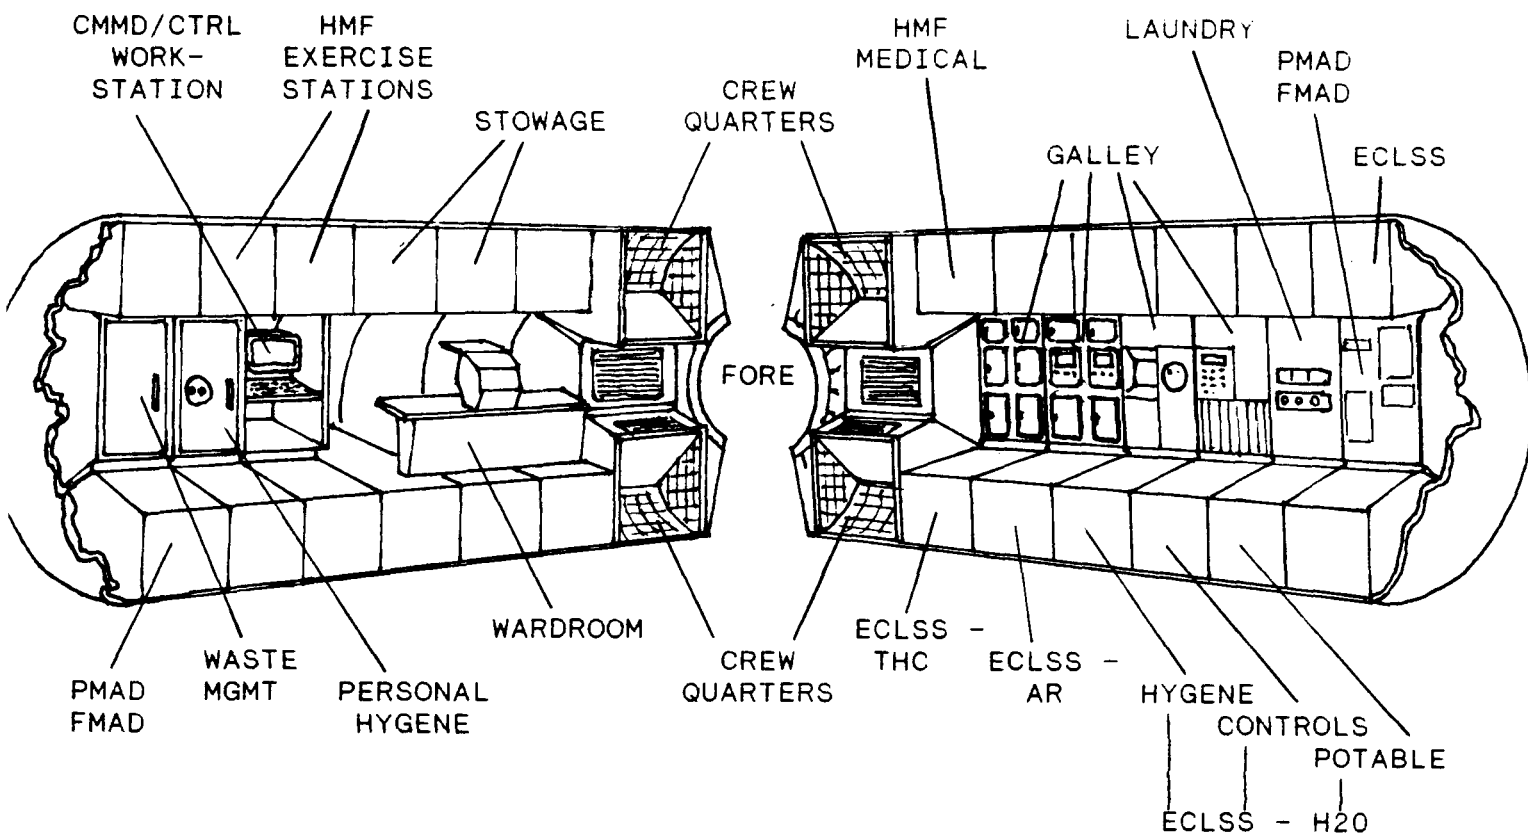 CMMD/CTRL
WORK-
STATION
HMF
EXERCISE
STATIONS
STOWAGE
CREW
QUARTERS
HMF
MEDICAL
GALLEY
LAUNDRY
PMAD
FMAD
ECLSS
FORE
PMAD
FMAD
WASTE
MGMT
PERSONAL
HYGENE
WARDROOM
CREW
QUARTERS
ECLSS -
THC
ECLSS -
AR
HYGENE
CONTROLS
POTABLE
ECLSS - H2O